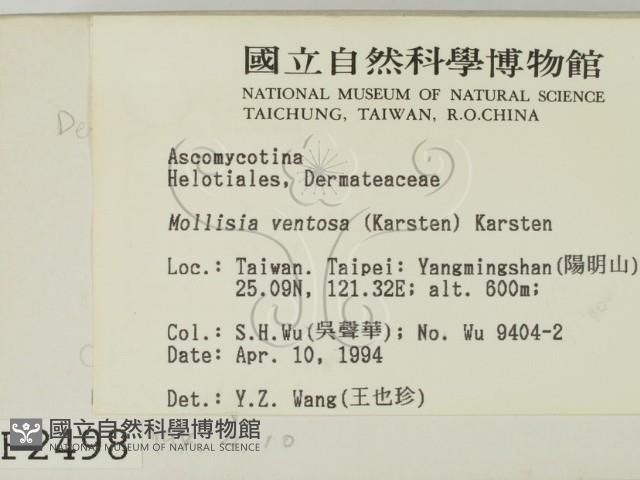 國立自然科學博物館
NATIONAL MUSEUM OF NATURAL SCIENCE
TAICHUNG, TAIWAN, R.O.CHINA
Ascomycotina
Helotiales, Dermateaceae
Mollisia ventosa (Karsten) Karsten
Loc.: Taiwan. Taipei: Yangmingshan(陽明山)
25.09N, 121.32E; alt. 600m;
Col.: S.H.Wu(吳聲華); No. Wu 9404-2
Date: Apr. 10, 1994
Det.: Y.Z. Wang(王也珍)
國立自然科學博物館
NATIONAL MUSEUM OF NATURAL SCIENCE
F2498